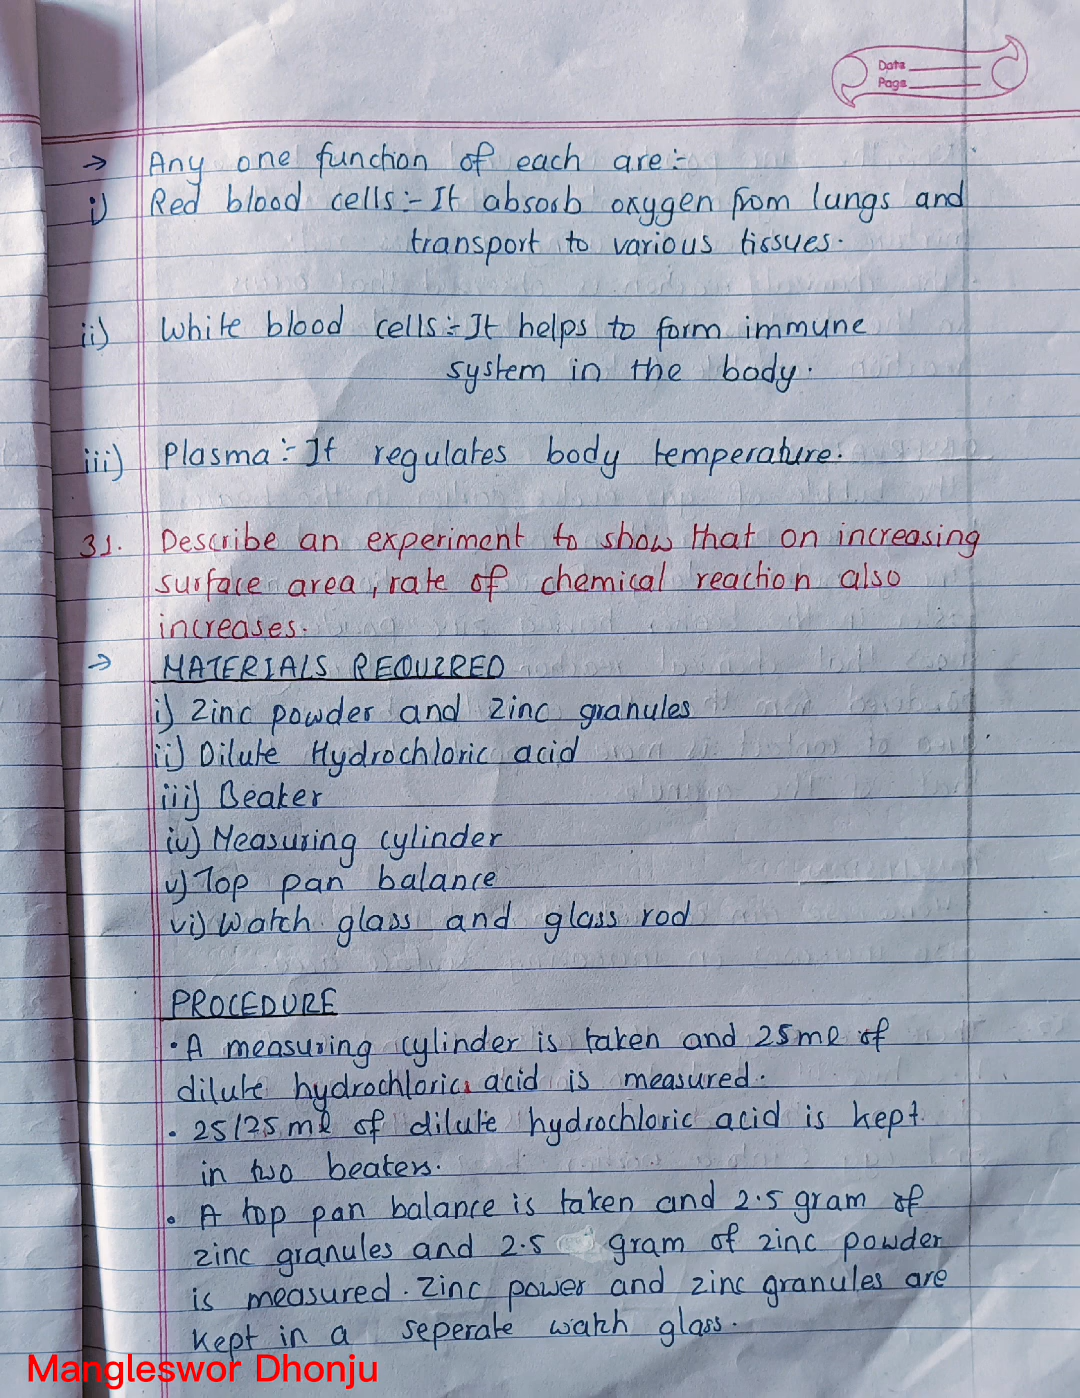 Data
Page
→ Any one function of each are:-
i) Red blood cells:- It absorb oxygen from lungs and
transport to various tissues.
ii) White blood cells:- It helps to form immune
system in the body.
iii) Plasma:- It regulates body temperature.
31. Describe an experiment to show that on increasing
surface area, rate of chemical reaction also
increases.
→ MATERIALS REQUIRED
i) Zinc powder and zinc granules
ii) Dilute Hydrochloric acid
iii) Beaker
iv) Measuring cylinder
v) Top pan balance
vi) Watch glass and glass rod
PROCEDURE
• A measuring cylinder is taken and 25ml of
dilute hydrochloric acid is measured.
• 25/25 ml of dilute hydrochloric acid is kept
in two beakers.
• A top pan balance is taken and 2.5 gram of
zinc granules and 2.5 gram of zinc powder
is measured. Zinc power and zinc granules are
kept in a seperate watch glass.
Mangleswor Dhonju